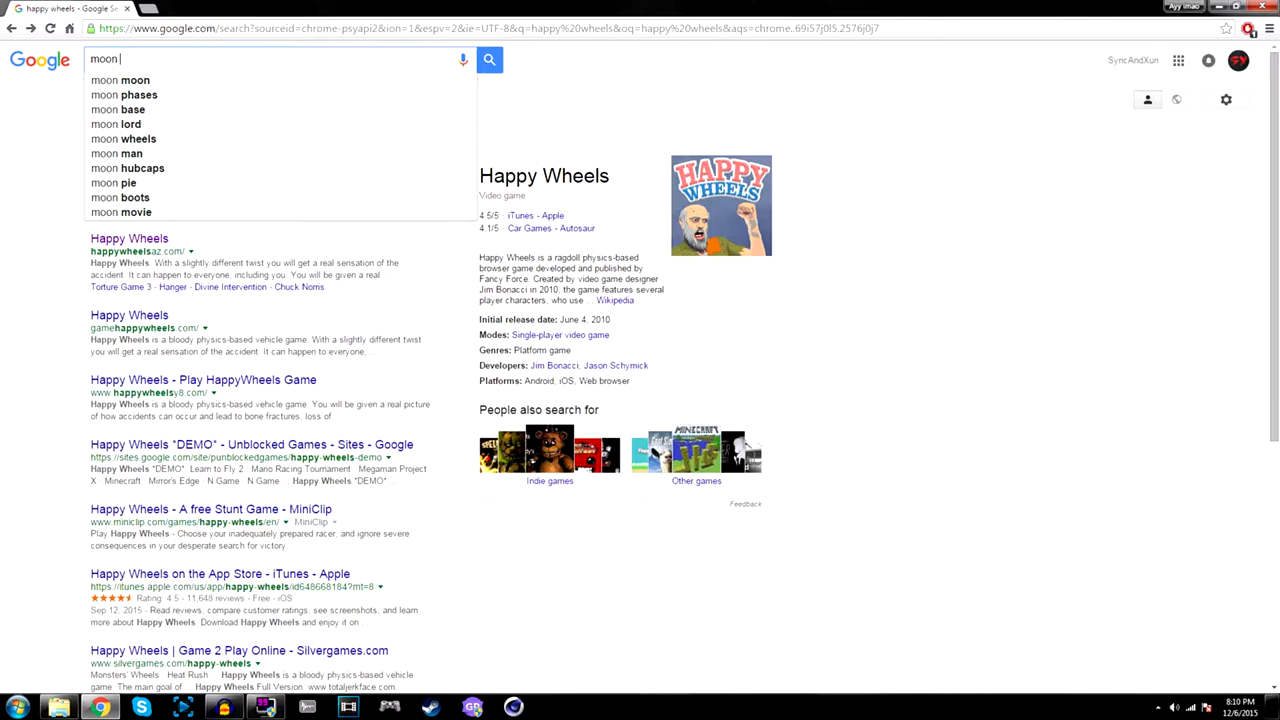 happy wheels - Google Se
Ayy lmao
https://www.google.com/search?sourceid=chrome-psyapi2&ion=1&espv=2&ie=UTF-8&q=happy%20wheels&oq=happy%20wheels&aqs=chrome..69i57j0l5.2576j0j7
Google
moon
SyncAndXun
moon moon
moon phases
moon base
moon lord
moon wheels
moon man
moon hubcaps
moon pie
moon boots
moon movie
Happy Wheels
happywheelsaz.com/
Happy Wheels. With a slightly different twist you will get a real sensation of the
accident. It can happen to everyone, including you. You will be given a real
Torture Game 3 - Hanger - Divine Intervention - Chuck Norris
Happy Wheels
gamehappywheels.com/
Happy Wheels is a bloody physics-based vehicle game. With a slightly different twist
you will get a real sensation of the accident. It can happen to everyone, ...
Happy Wheels - Play HappyWheels Game
www.happywheelsy8.com/
Happy Wheels is a bloody physics-based vehicle game. You will be given a real picture
of how accidents can occur and lead to bone fractures. loss of
Happy Wheels *DEMO* - Unblocked Games - Sites - Google
https://sites.google.com/site/punblockedgames/happy-wheels-demo
Happy Wheels *DEMO* Learn to Fly 2 Mario Racing Tournament Megaman Project
X Minecraft Mirror's Edge N Game N Game ... Happy Wheels *DEMO* ...
Happy Wheels - A free Stunt Game - MiniClip
www.miniclip.com/games/happy-wheels/en/ MiniClip
Play Happy Wheels - Choose your inadequately prepared racer, and ignore severe
consequences in your desperate search for victory
Happy Wheels on the App Store - iTunes - Apple
https://itunes.apple.com/us/app/happy-wheels/id648668184?mt=8
Rating: 4.5 - 11,648 reviews - Free - iOS
Sep 12, 2015 - Read reviews, compare customer ratings, see screenshots, and learn
more about Happy Wheels. Download Happy Wheels and enjoy it on ...
Happy Wheels | Game 2 Play Online - Silvergames.com
www.silvergames.com/happy-wheels
Monsters' Wheels Heat Rush ... Happy Wheels is a bloody physics-based vehicle
game. The main goal of ... Happy Wheels Full Version: www.totaljerkface.com
Happy Wheels
Video game
4.5/5 iTunes - Apple
4.1/5 Car Games - Autosaur
Happy Wheels is a ragdoll physics-based
browser game developed and published by
Fancy Force. Created by video game designer
Jim Bonacci in 2010, the game features several
player characters, who use ... Wikipedia
Initial release date: June 4, 2010
Modes: Single-player video game
Genres: Platform game
Developers: Jim Bonacci, Jason Schymick
Platforms: Android, iOS, Web browser
HAPPY
WHEELS
People also search for
MINECRAFT
Indie games
Other games
Feedback
8:10 PM
12/6/2015